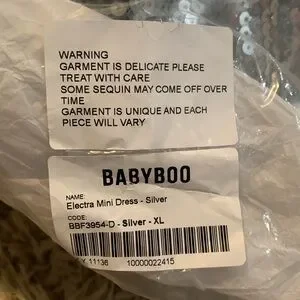 WARNING
GARMENT IS DELICATE PLEASE
TREAT WITH CARE
SOME SEQUIN MAY COME OFF OVER
TIME
GARMENT IS UNIQUE AND EACH
PIECE WILL VARY
BABYBOO
NAME:
Electra Mini Dress - Silver
CODE:
BBF3954-D - Silver - XL
11136 10000022415